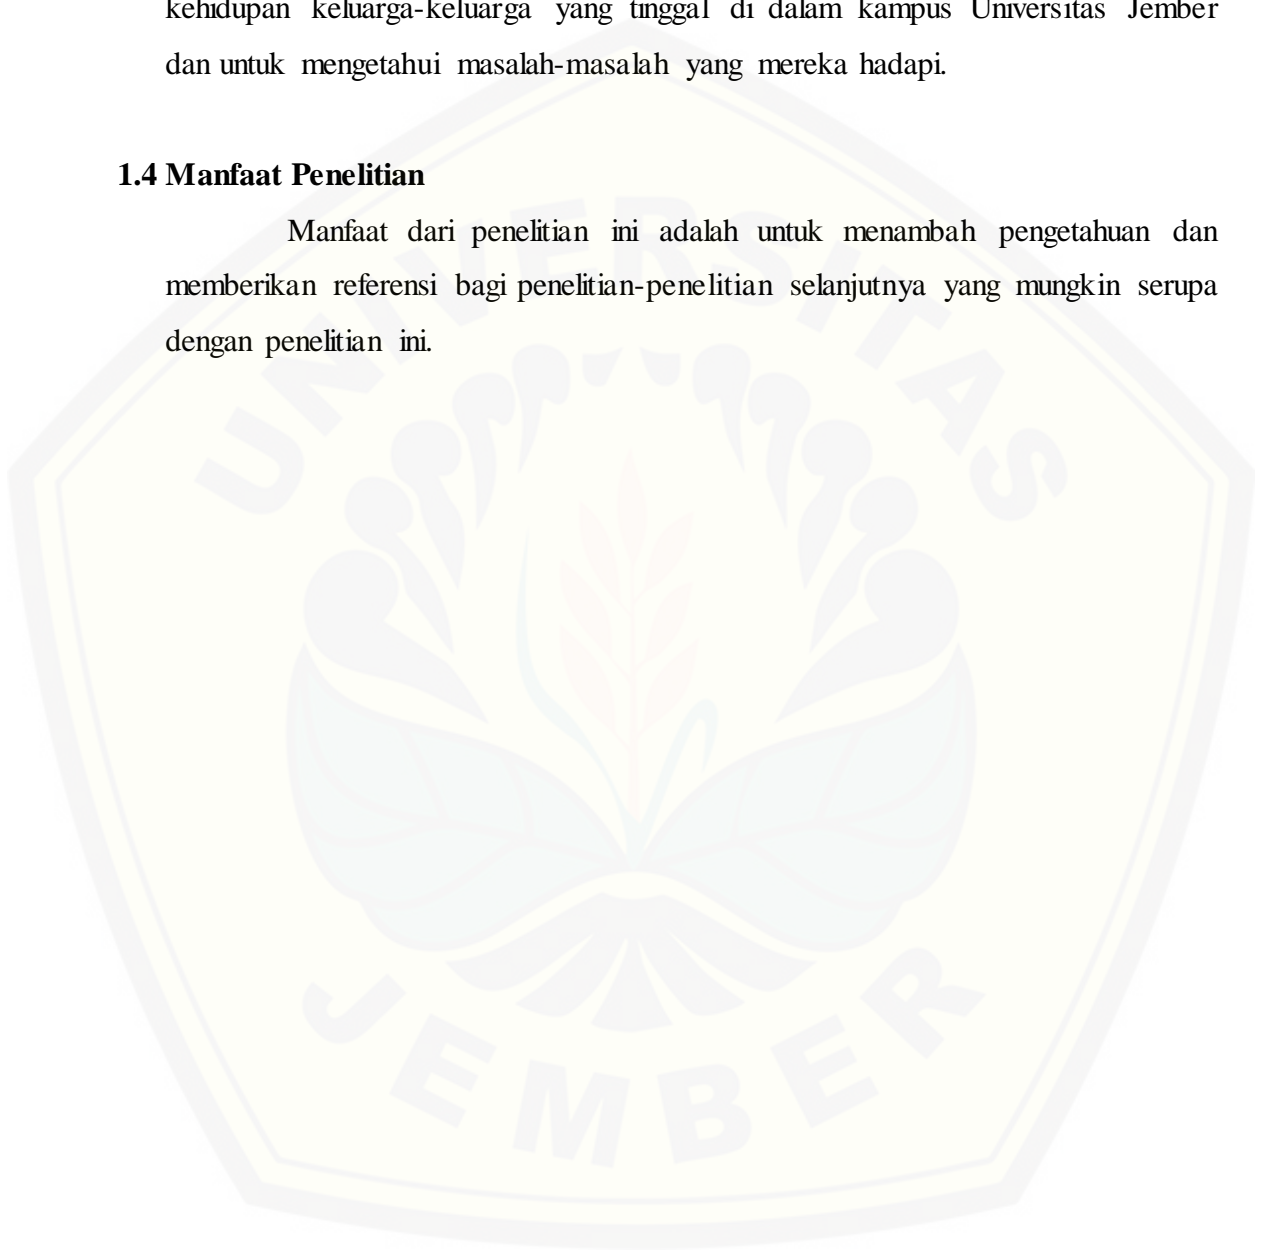 kehidupan keluarga-keluarga yang tinggal di dalam kampus Universitas Jember
dan untuk mengetahui masalah-masalah yang mereka hadapi.
1.4 Manfaat Penelitian
Manfaat dari penelitian ini adalah untuk menambah pengetahuan dan
memberikan referensi bagi penelitian-penelitian selanjutnya yang mungkin serupa
dengan penelitian ini.
UNIVERSITAS
JEMBER